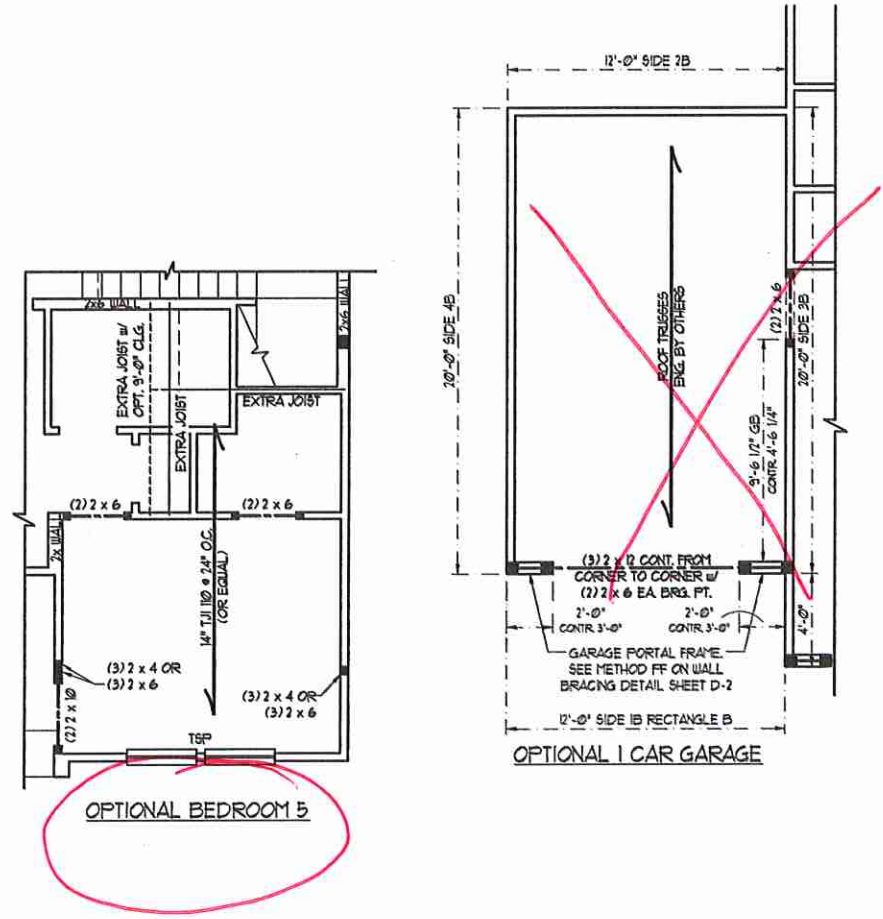 2x6 WALL
2x6 WALL
EXTRA JOIST w/
OPT. 9'-0" CLG.
EXTRA JOIST
EXTRA JOIST
(2) 2 x 6
(2) 2 x 6
2x WALL
14" TJI 110 @ 24" O.C.
(OR EQUAL)
(3) 2 x 4 OR
(3) 2 x 6
(3) 2 x 4 OR
(3) 2 x 6
(2) 2 x 10
TSP
OPTIONAL BEDROOM 5
12'-0" SIDE 2B
20'-0" SIDE 4B
ROOF TRUSSES
ENG. BY OTHERS
(2) 2 x 6
20'-0" SIDE 3B
9'-6 1/2" GB
CONTR. 4'-6 1/4"
(3) 2 x 12 CONT. FROM
CORNER TO CORNER w/
(2) 2 x 6 EA. BRG. PT.
2'-0"
CONTR. 3'-0"
2'-0"
CONTR. 3'-0"
4'-0"
GARAGE PORTAL FRAME.
SEE METHOD PF ON WALL
BRACING DETAIL SHEET D-2
12'-0" SIDE 1B RECTANGLE B
OPTIONAL 1 CAR GARAGE